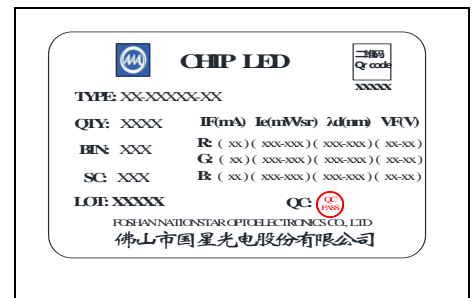 CHIP LED
二维码
Qr code
XXXXX
TYPE: XX-XXXXX-XX
QTY: XXXX
IF(mA) Ie(mW/sr) λd(nm) VF(V)
BIN: XXX
R: ( xx )( xxx-xxx )( xxx-xxx )( xx-xx )
G: ( xx )( xxx-xxx )( xxx-xxx )( xx-xx )
SC: XXX
B: ( xx )( xxx-xxx )( xxx-xxx )( xx-xx )
LOT: XXXXX
QC:
QC
PASS
FOSHAN NATIONSTAR OPTOELECTRONICS CO., LTD
佛山市国星光电股份有限公司